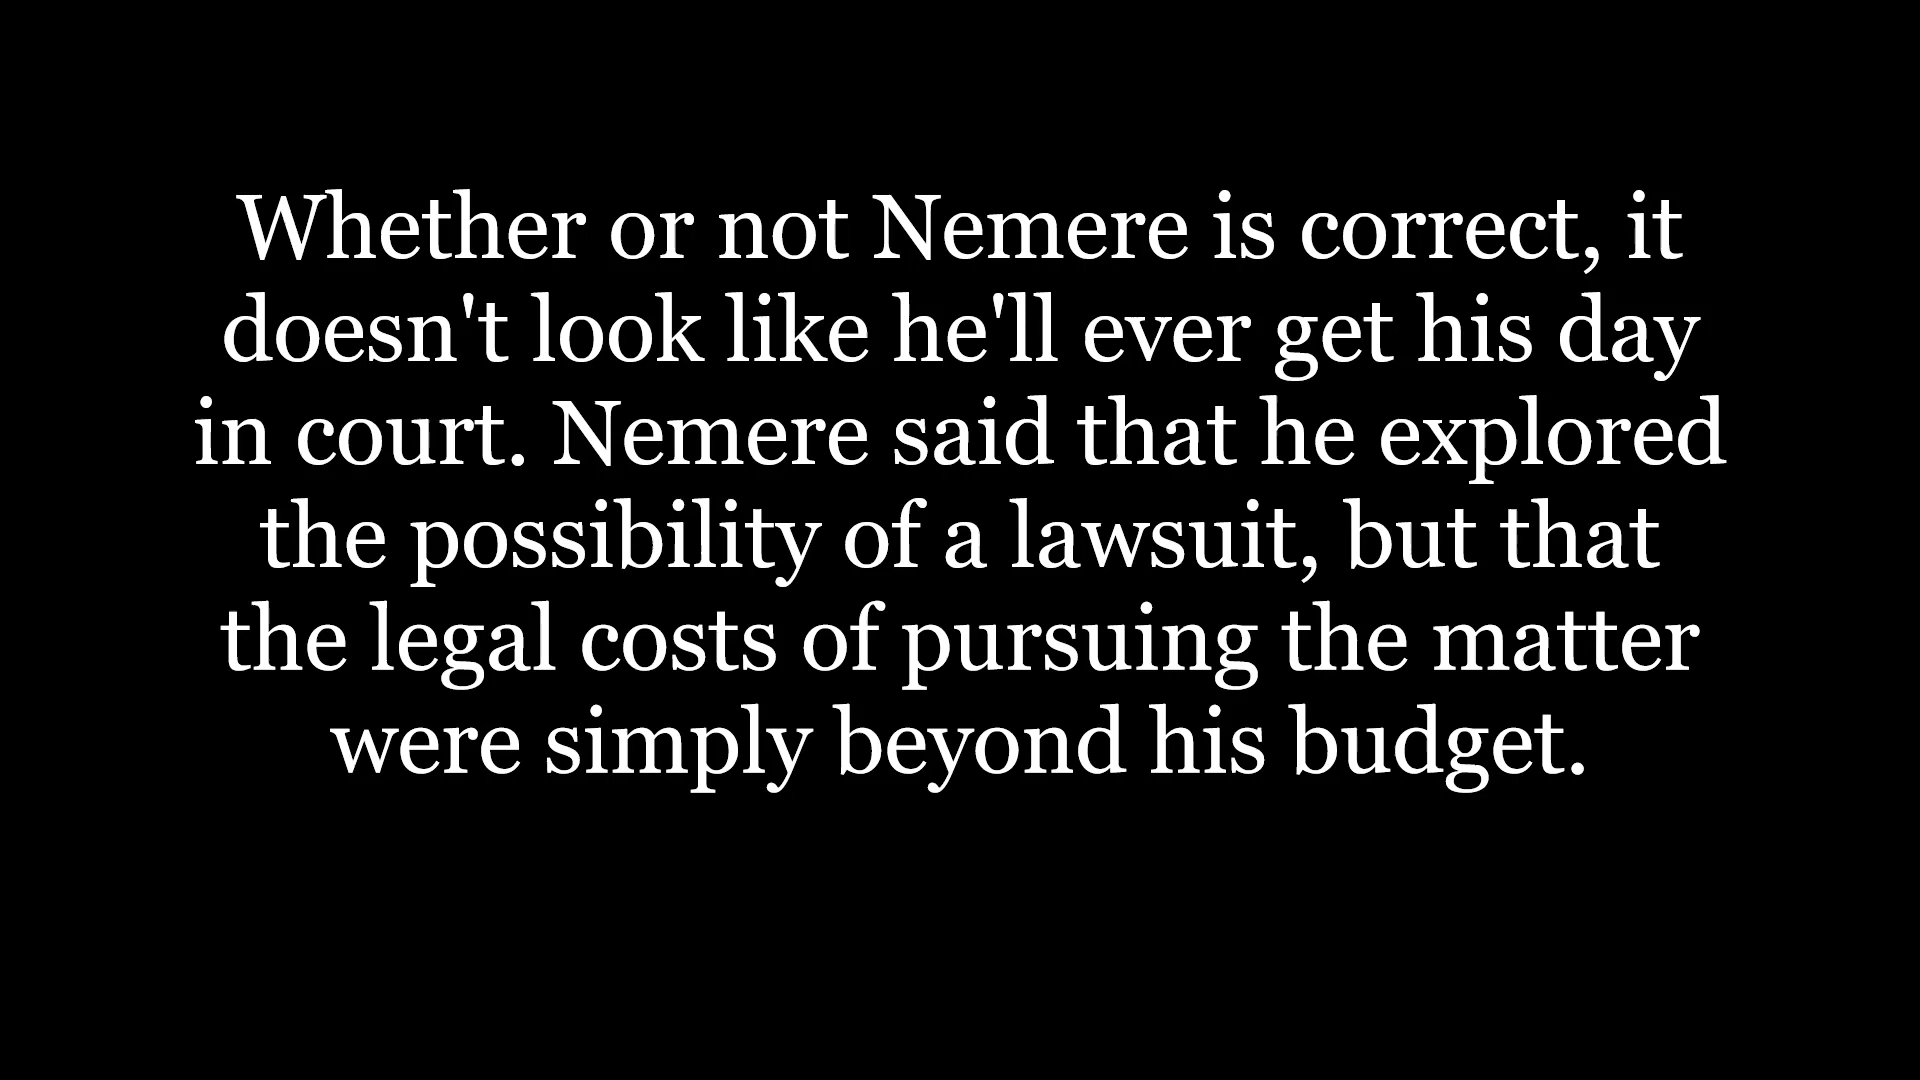 Whether or not Nemere is correct, it
doesn't look like he'll ever get his day
in court. Nemere said that he explored
the possibility of a lawsuit, but that
the legal costs of pursuing the matter
were simply beyond his budget.